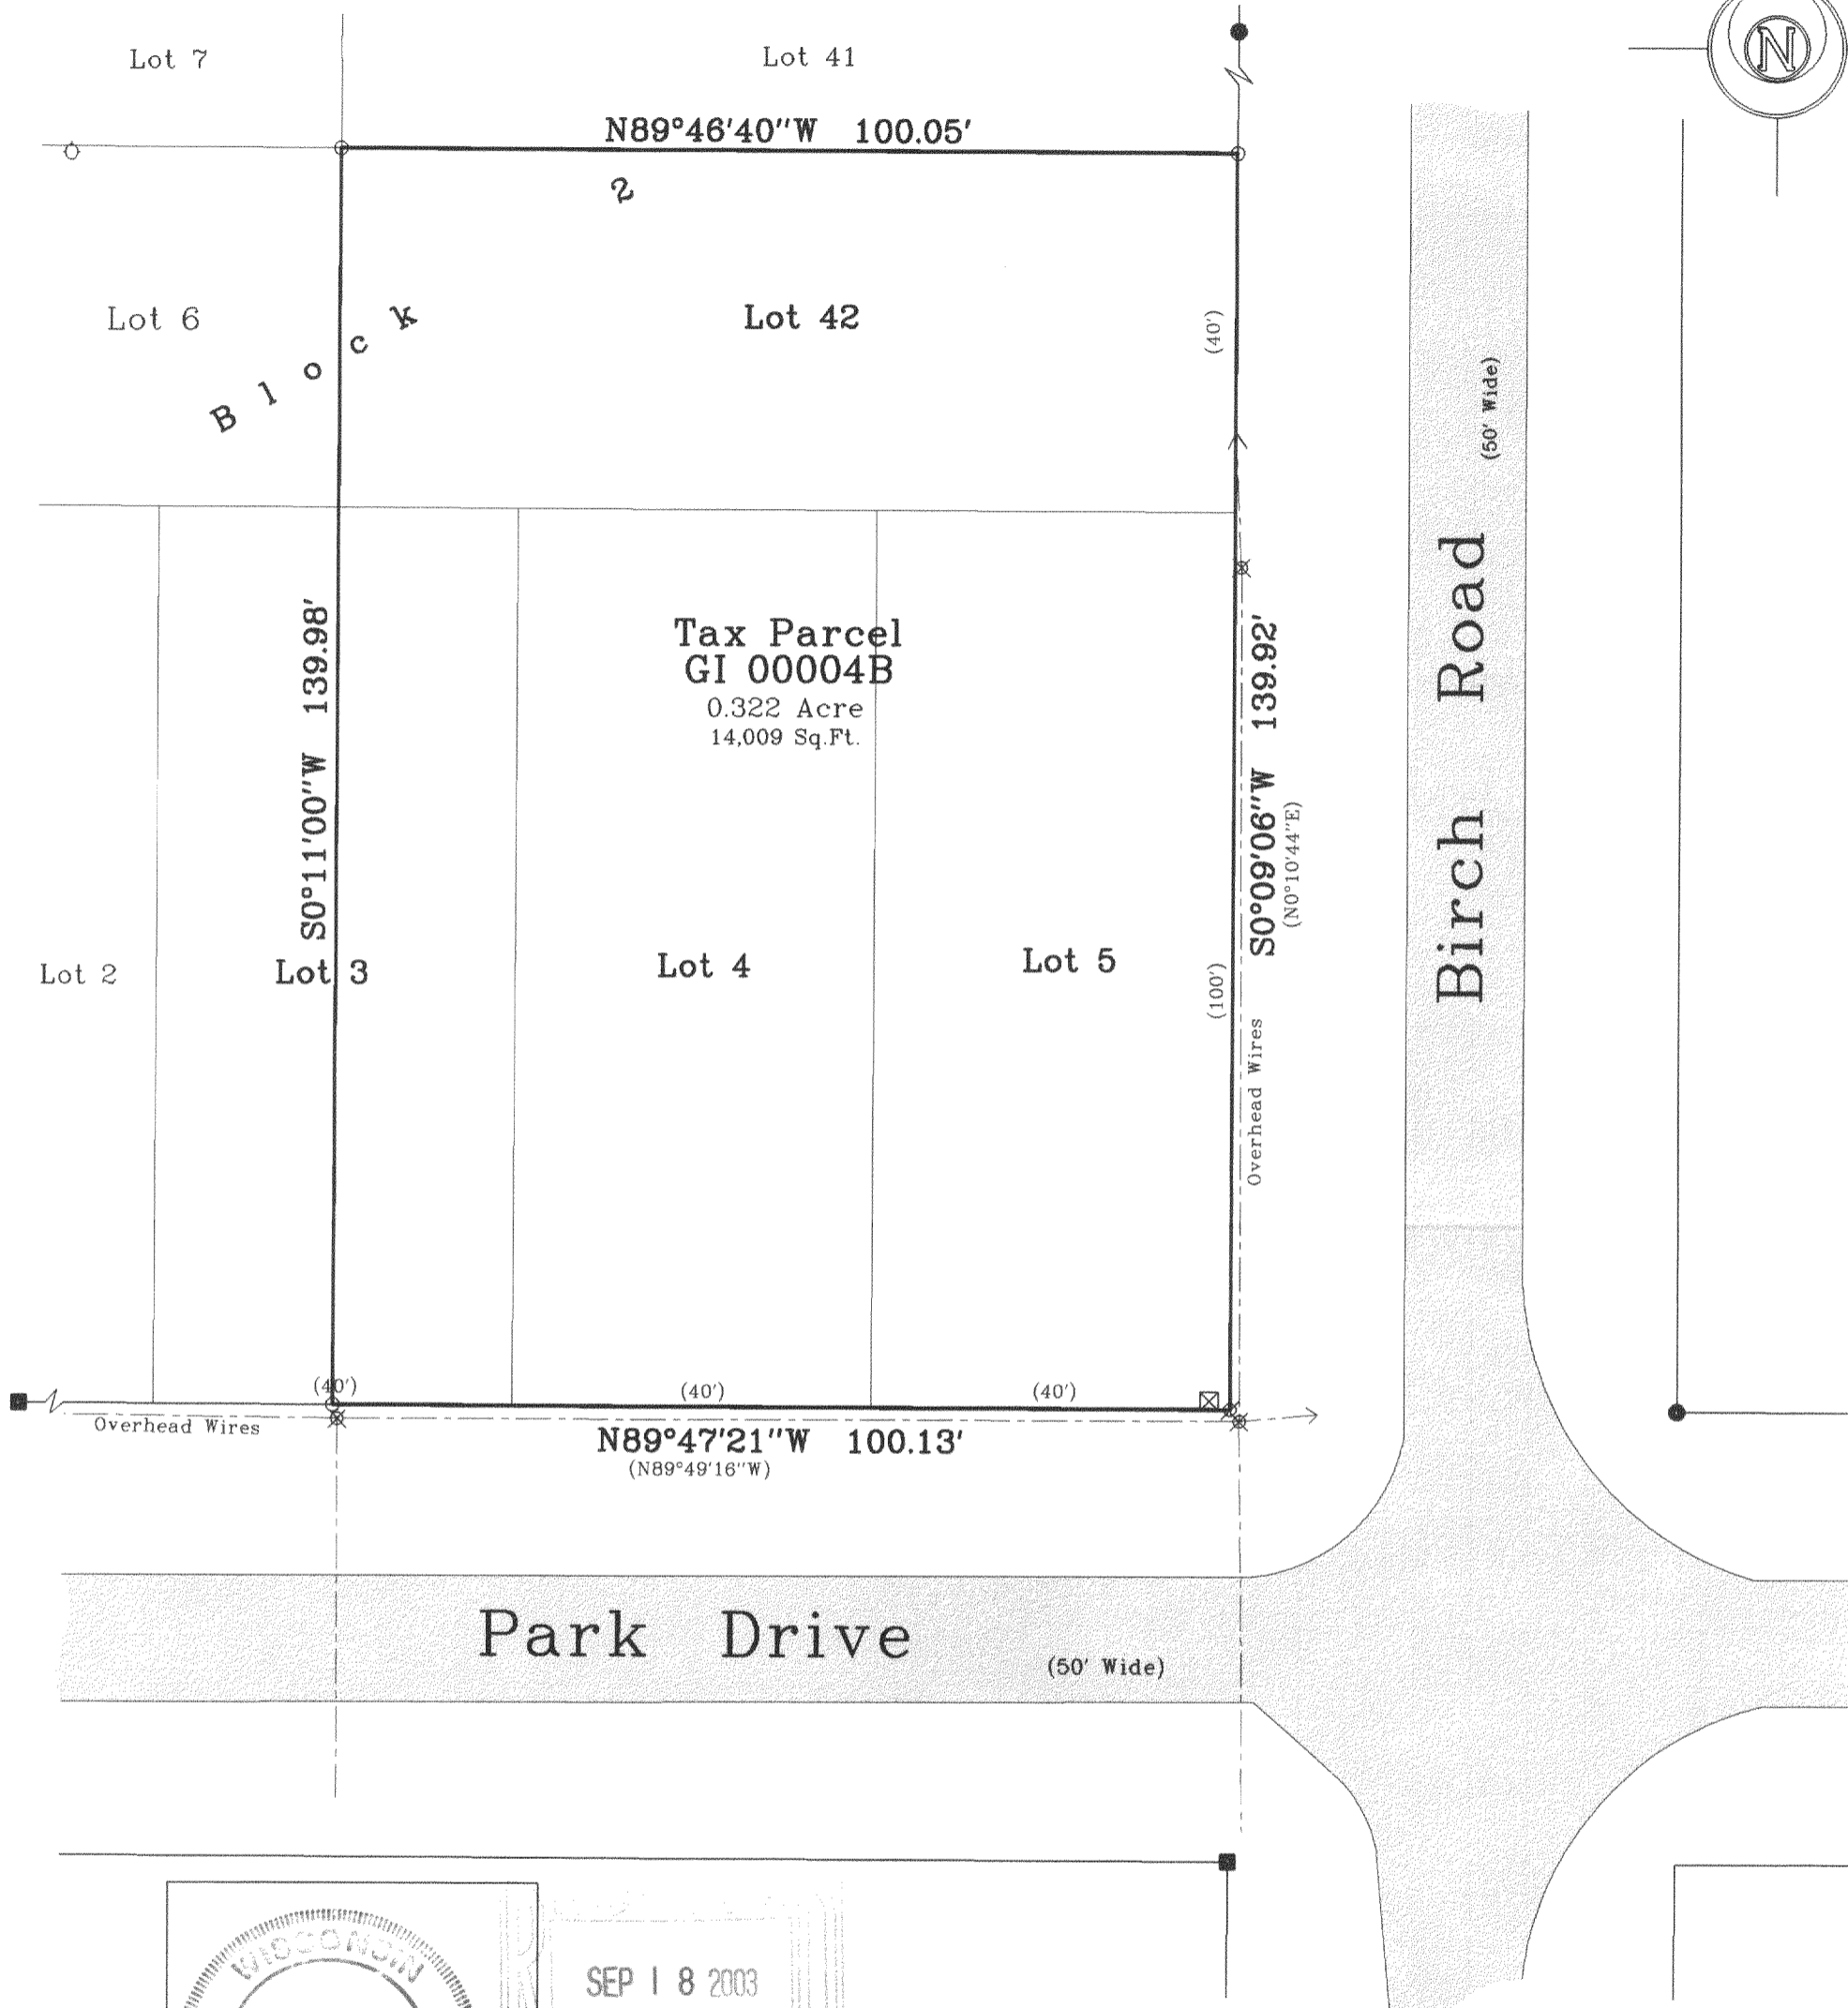 Lot 7
Lot 41
N
N89°46'40"W 100.05'
2
Lot 6
Block
Lot 42
(40')
(50' Wide)
Tax Parcel
GI 00004B
0.322 Acre
14,009 Sq.Ft.
S0°11'00"W 139.98'
S0°09'06"W 139.92'
(N0°10'44"E)
Birch Road
Lot 2
Lot 3
Lot 4
Lot 5
(100')
Overhead Wires
(40')
(40')
(40')
Overhead Wires
N89°47'21"W 100.13'
(N89°49'16"W)
Park Drive
(50' Wide)
WISCONSIN
SEP 18 2003